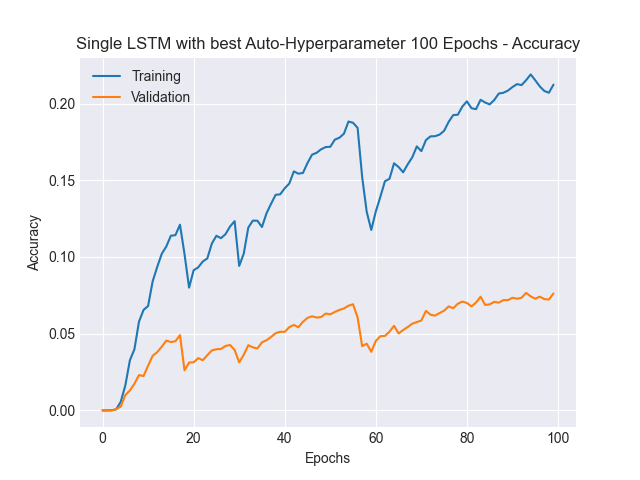 Single LSTM with best Auto-Hyperparameter 100 Epochs - Accuracy
Training
Validation
0.20
0.15
0.10
0.05
0.00
Accuracy
0 20 40 60 80 100
Epochs